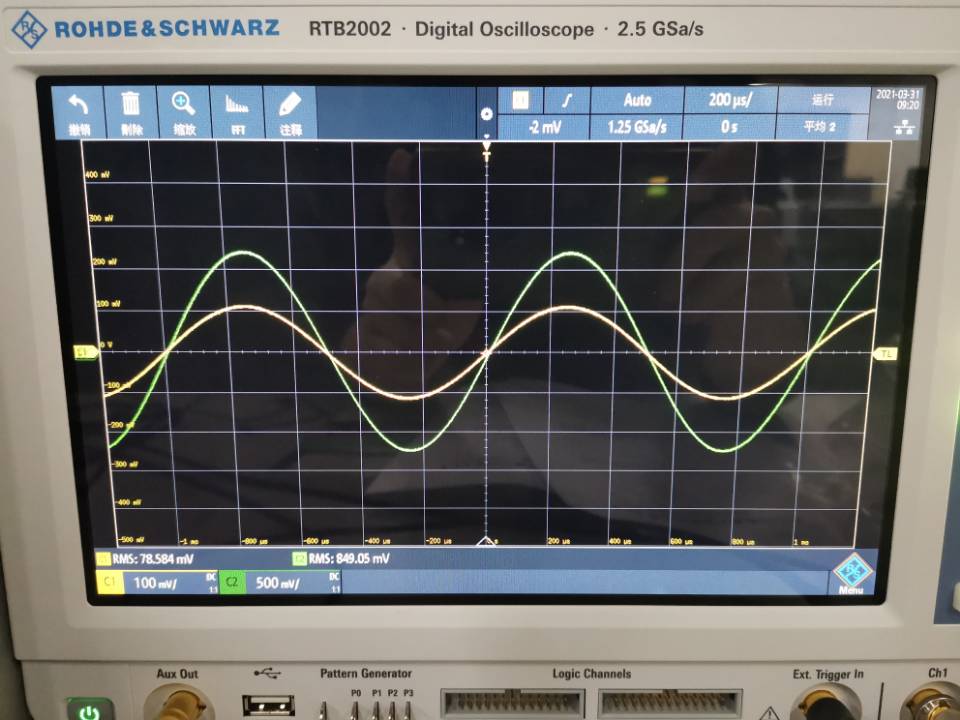 ROHDE&SCHWARZ RTB2002 · Digital Oscilloscope · 2.5 GSa/s
撤销 删除 缩放 FFT 注释
Auto 200 µs/ 运行 2021-03-31
09:20
-2 mV 1.25 GSa/s 0 s 平均 2
T
400 mV
300 mV
200 mV
100 mV
0 V
C1
TL
-100 mV
-200 mV
-300 mV
-400 mV
-500 mV
-1 ms -800 µs -600 µs -400 µs -200 µs 200 µs 400 µs 600 µs 800 µs 1 ms
RMS: 78.584 mV RMS: 849.05 mV
C1 100 mV/ DC 1:1 C2 500 mV/ DC 1:1
Menu
Aux Out Pattern Generator Logic Channels Ext. Trigger In Ch1
P0 P1 P2 P3